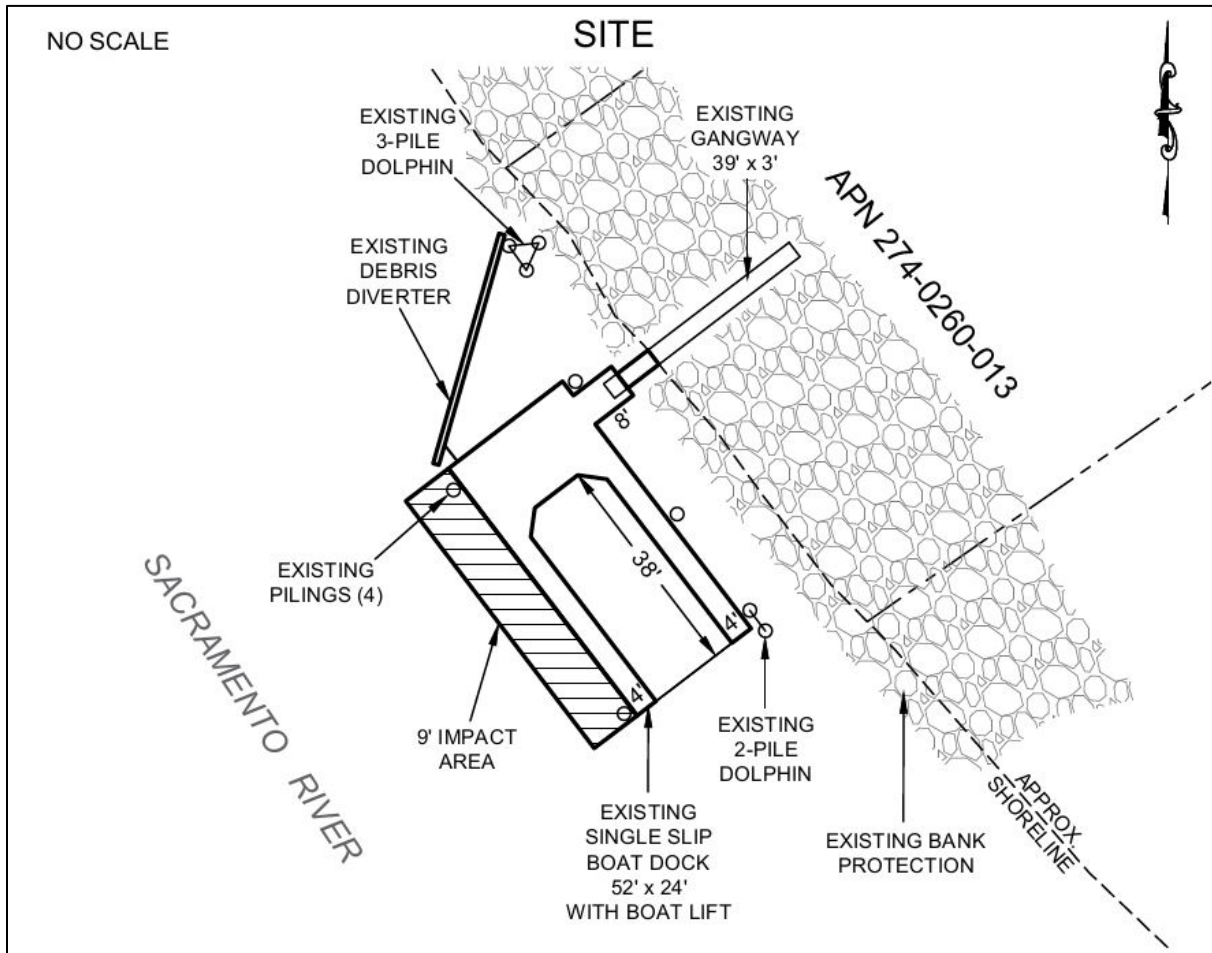 NO SCALE
SITE
EXISTING
3-PILE
DOLPHIN
EXISTING
GANGWAY
39' x 3'
APN 274-0260-013
EXISTING
DEBRIS
DIVERTER
8'
38'
EXISTING
PILINGS (4)
4'
4'
SACRAMENTO RIVER
9' IMPACT
AREA
EXISTING
2-PILE
DOLPHIN
EXISTING
SINGLE SLIP
BOAT DOCK
52' x 24'
WITH BOAT LIFT
EXISTING BANK
PROTECTION
APPROX.
SHORELINE